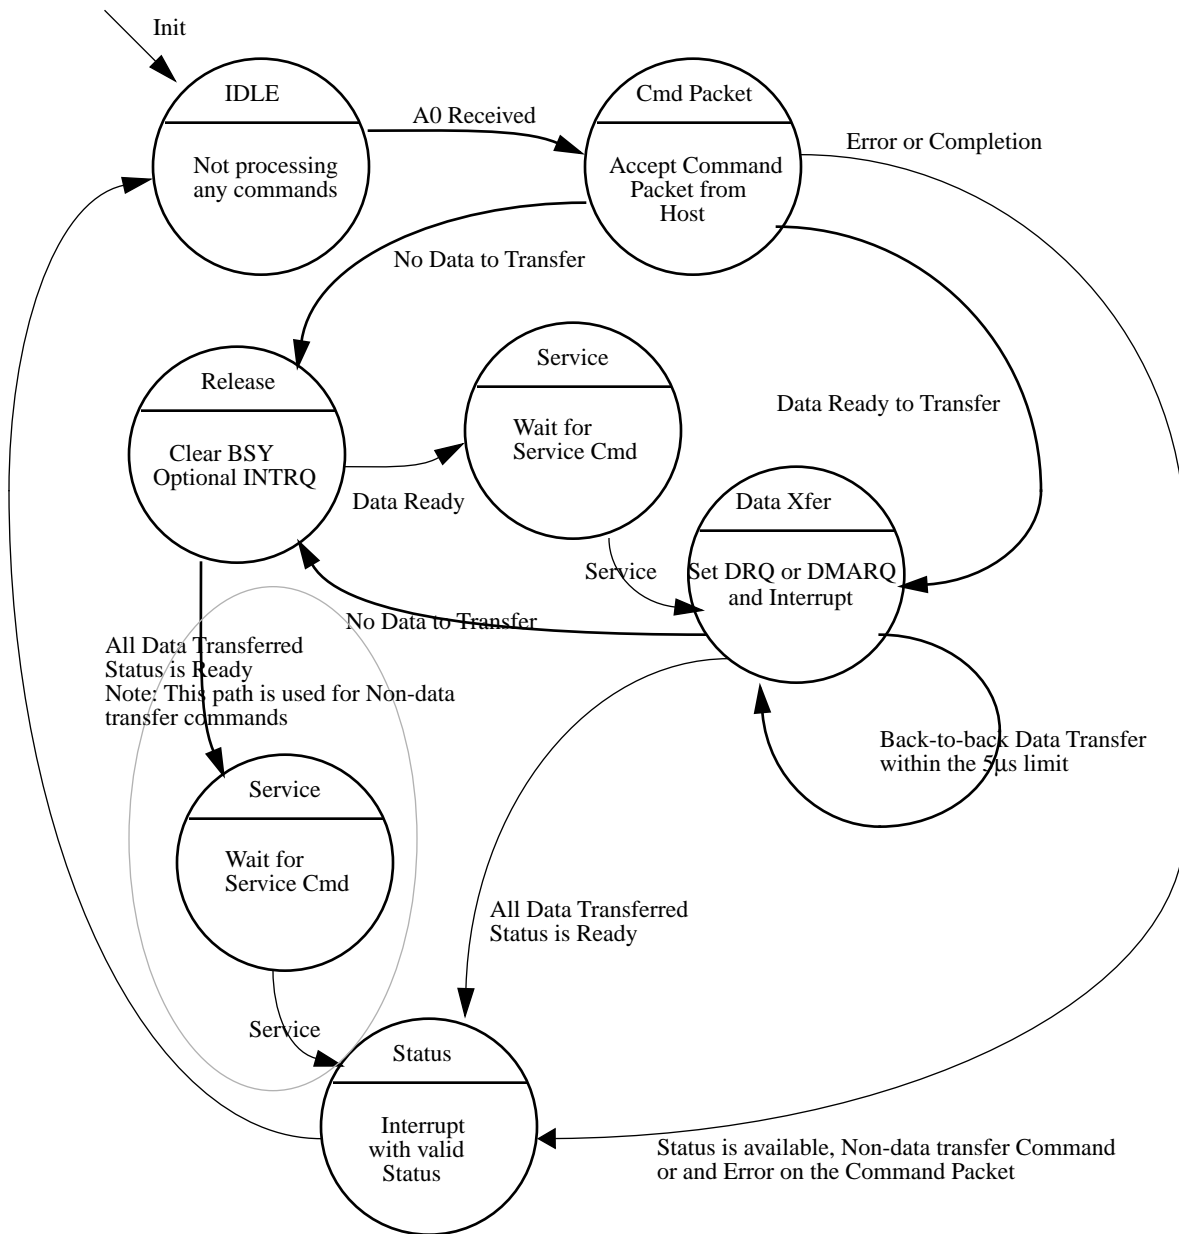 Init
IDLE
Not processing
any commands
A0 Received
Cmd Packet
Accept Command
Packet from
Host
Error or Completion
No Data to Transfer
Release
Clear BSY
Optional INTRQ
Service
Wait for
Service Cmd
Data Ready
Data Ready to Transfer
Data Xfer
Set DRQ or DMARQ
and Interrupt
Service
No Data to Transfer
All Data Transferred
Status is Ready
Note: This path is used for Non-data
transfer commands
Back-to-back Data Transfer
within the 5µs limit
Service
Wait for
Service Cmd
All Data Transferred
Status is Ready
Service
Status
Interrupt
with valid
Status
Status is available, Non-data transfer Command
or and Error on the Command Packet